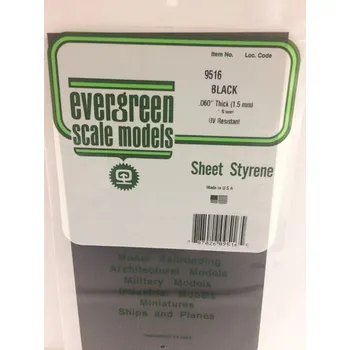 Item No. Loc. Code
9516
BLACK
.060" Thick (1.5 mm)
UV Resistant
evergreen
scale models
Sheet Styrene
Made in U.S.A.
Model Railroading
Architectural Models
Military Models
Miniatures
Ships and Planes